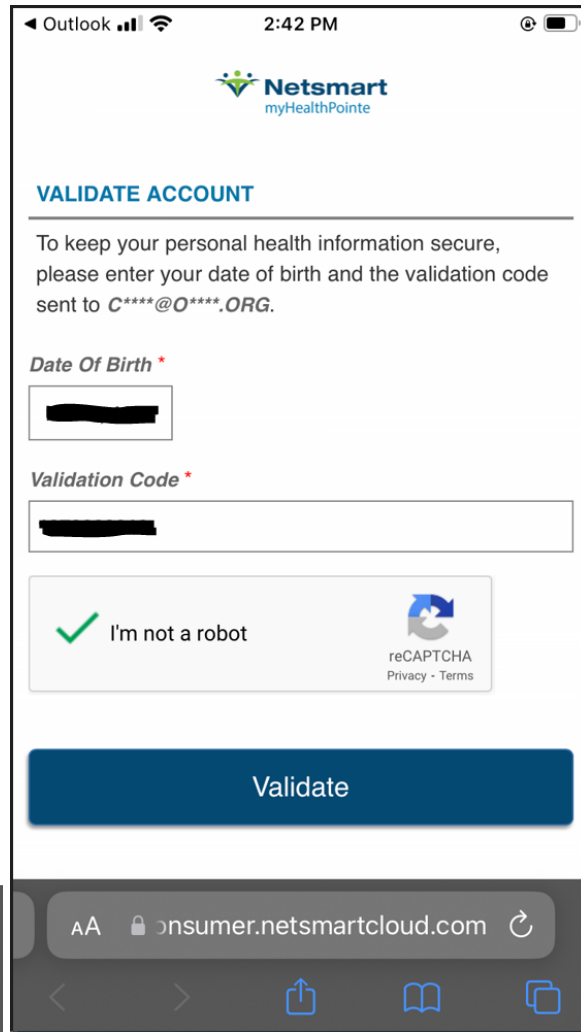 ◄ Outlook 2:42 PM
Netsmart
myHealthPointe
VALIDATE ACCOUNT
To keep your personal health information secure,
please enter your date of birth and the validation code
sent to C****@O****.ORG.
Date Of Birth *
Validation Code *
I'm not a robot
reCAPTCHA
Privacy - Terms
Validate
AA onsumer.netsmartcloud.com